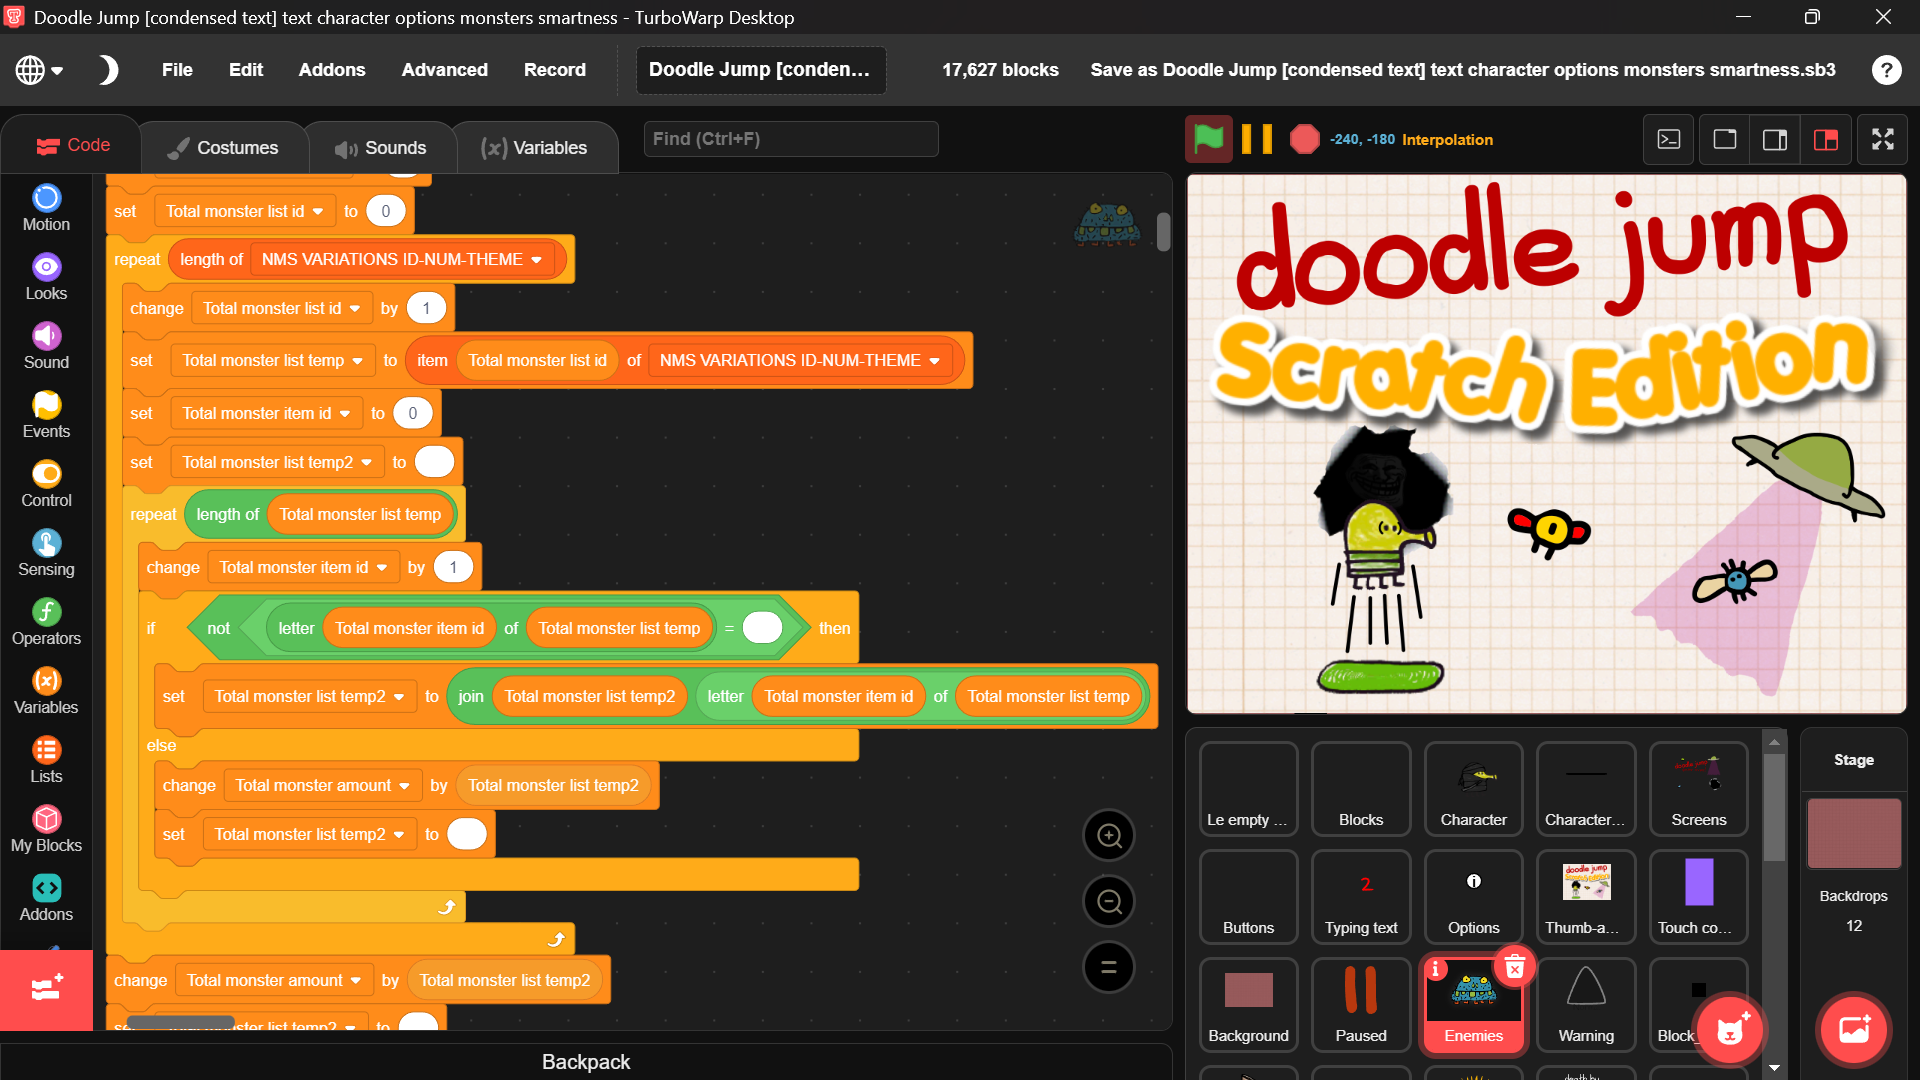 Doodle Jump [condensed text] text character options monsters smartness - TurboWarp Desktop
File Edit Addons Advanced Record Doodle Jump [conden... 17,627 blocks Save as Doodle Jump [condensed text] text character options monsters smartness.sb3 ?
Code Costumes (x) Variables Sounds Find (Ctrl+F)
-240, -180 Interpolation
Motion
Looks
Sound
Events
Control
Sensing
Operators
Variables
Lists
My Blocks
Addons
set Total monster list id to 0
repeat length of NMS VARIATIONS ID-NUM-THEME
change Total monster list id by 1
set Total monster list temp to item Total monster list id of NMS VARIATIONS ID-NUM-THEME
set Total monster item id to 0
set Total monster list temp2 to
repeat length of Total monster list temp
change Total monster item id by 1
if not letter Total monster item id of Total monster list temp = then
set Total monster list temp2 to join Total monster list temp2 letter Total monster item id of Total monster list temp
else
change Total monster amount by Total monster list temp2
set Total monster list temp2 to
change Total monster amount by Total monster list temp2
to
Backpack
doodle jump
Scratch Edition
Le empty ... Blocks Character Character... Screens
Buttons Typing text Options Thumb-a... Touch co...
2
Background Paused Enemies Warning Block_
Stage
Backdrops
12